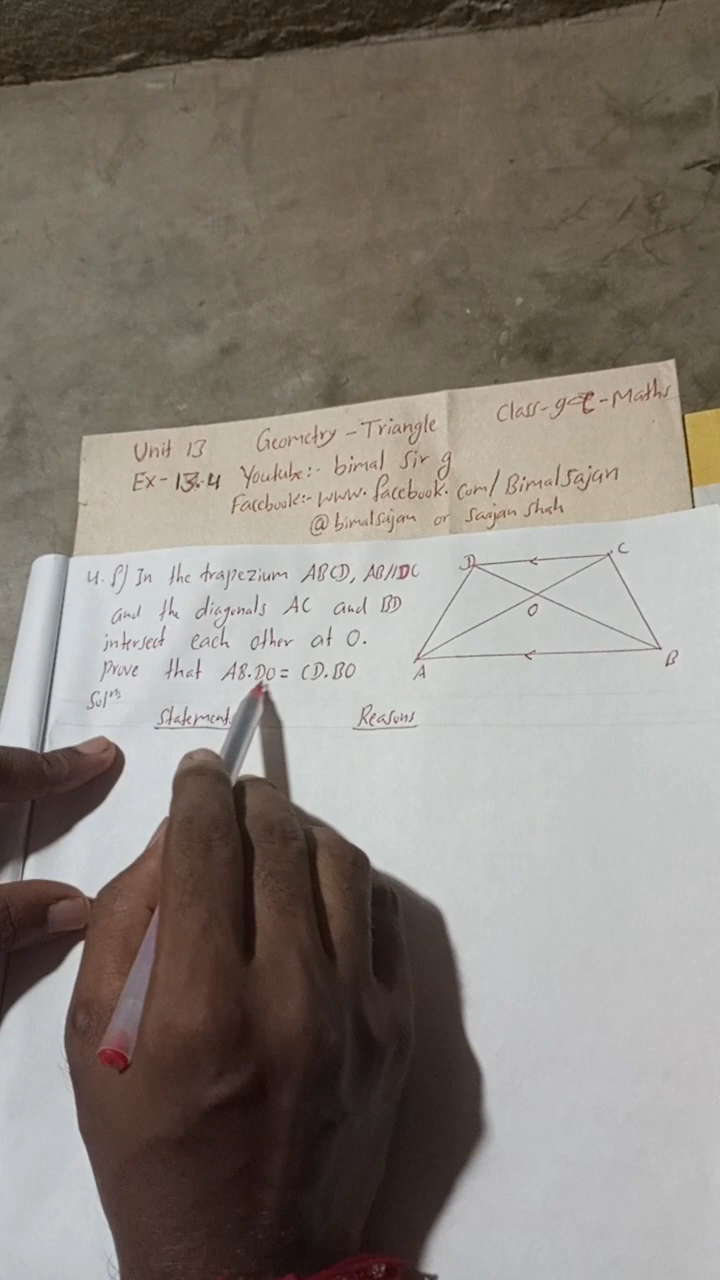 Unit 13 Geometry - Triangle Class-9 - Maths
Ex- 13.4 Youtube:- bimal Sir g
Facebook:- www.facebook.com/Bimalsajan
@bimalsajan or Sajan Shah
4. f) In the trapezium ABCD, AB//DC
and the diagonals AC and BD
intersect each other at O.
Prove that AB.DO = CD.BO
Solⁿ
Statement Reasons
D C
O
A B